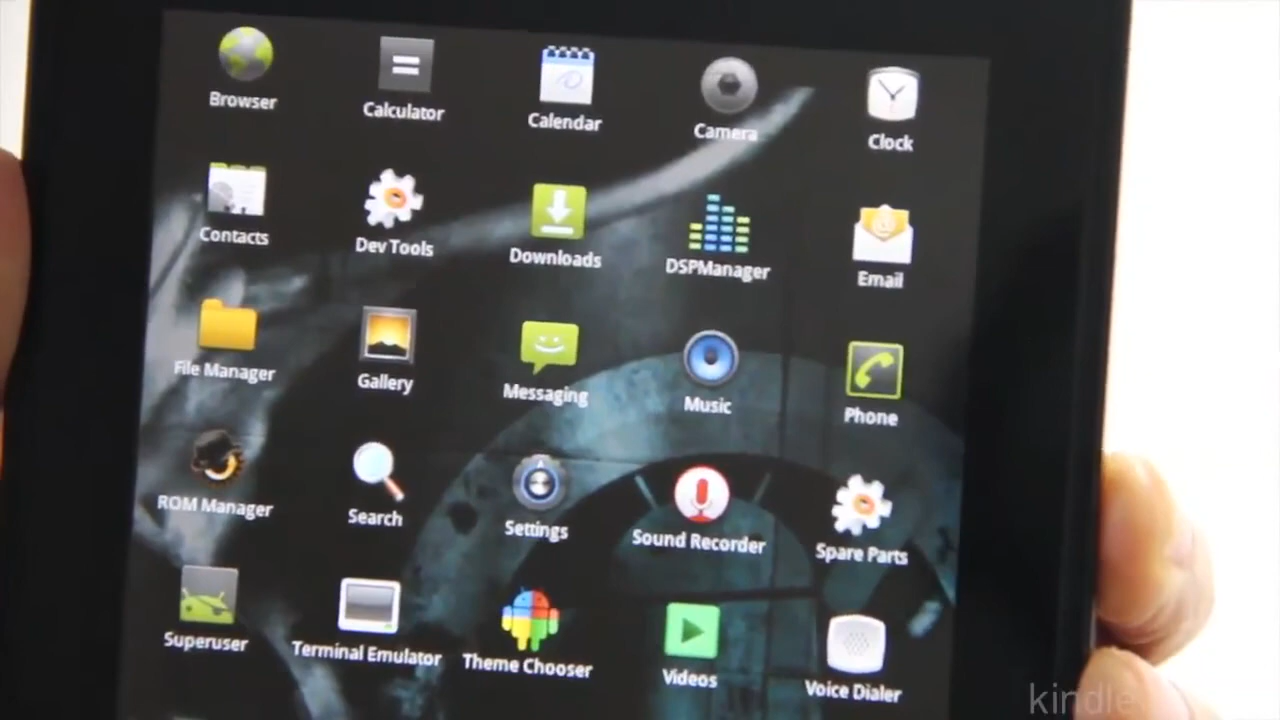 Browser
Calculator
Calendar
Camera
Clock
Contacts
Dev Tools
Downloads
DSPManager
Email
File Manager
Gallery
Messaging
Music
Phone
ROM Manager
Search
Settings
Sound Recorder
Spare Parts
Superuser
Terminal Emulator
Theme Chooser
Videos
Voice Dialer
kindle